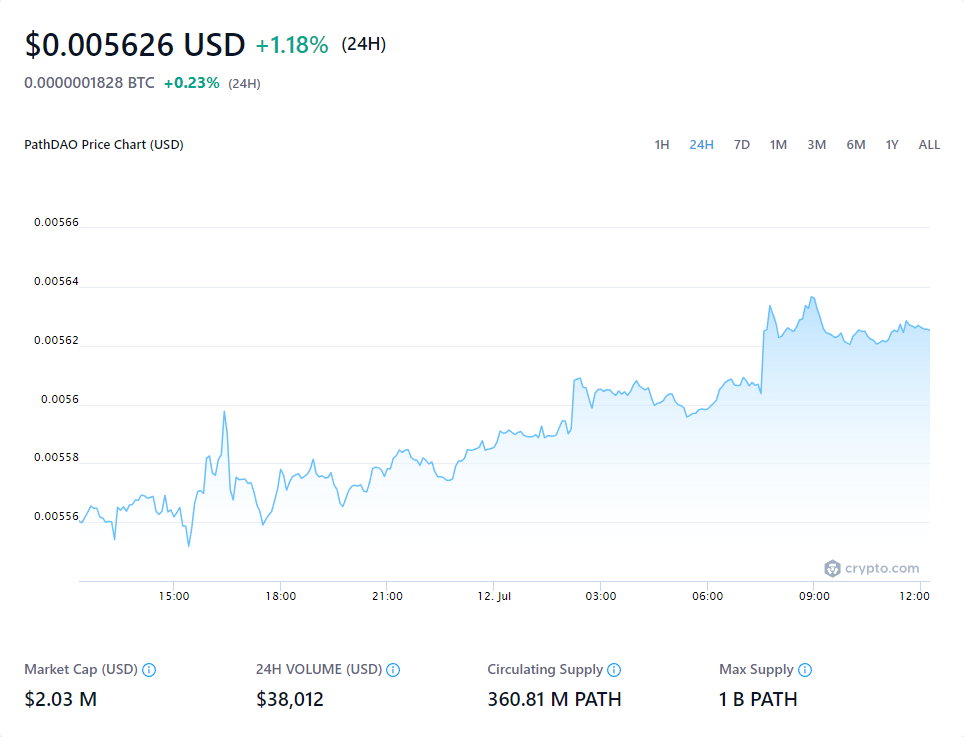 $0.005626 USD +1.18% (24H)
0.0000001828 BTC +0.23% (24H)
PathDAO Price Chart (USD) 1H 24H 7D 1M 3M 6M 1Y ALL
0.00566
0.00564
0.00562
0.0056
0.00558
0.00556
crypto.com
15:00 18:00 21:00 12. Jul 03:00 06:00 09:00 12:00
Market Cap (USD) 24H VOLUME (USD) Circulating Supply Max Supply
$2.03 M $38,012 360.81 M PATH 1 B PATH